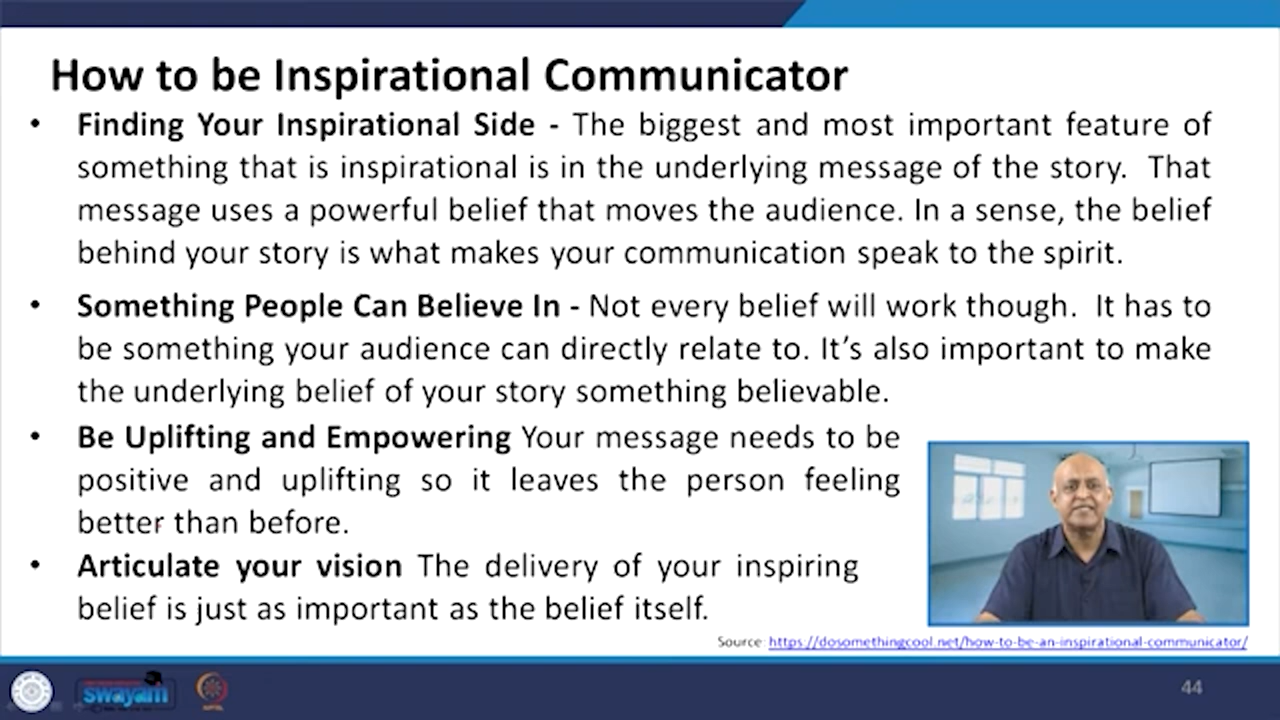 How to be Inspirational Communicator
• Finding Your Inspirational Side - The biggest and most important feature of
something that is inspirational is in the underlying message of the story. That
message uses a powerful belief that moves the audience. In a sense, the belief
behind your story is what makes your communication speak to the spirit.
• Something People Can Believe In - Not every belief will work though. It has to
be something your audience can directly relate to. It’s also important to make
the underlying belief of your story something believable.
• Be Uplifting and Empowering Your message needs to be
positive and uplifting so it leaves the person feeling
better than before.
• Articulate your vision The delivery of your inspiring
belief is just as important as the belief itself.
Source: https://dosomethingcool.net/how-to-be-an-inspirational-communicator/
swayam
44